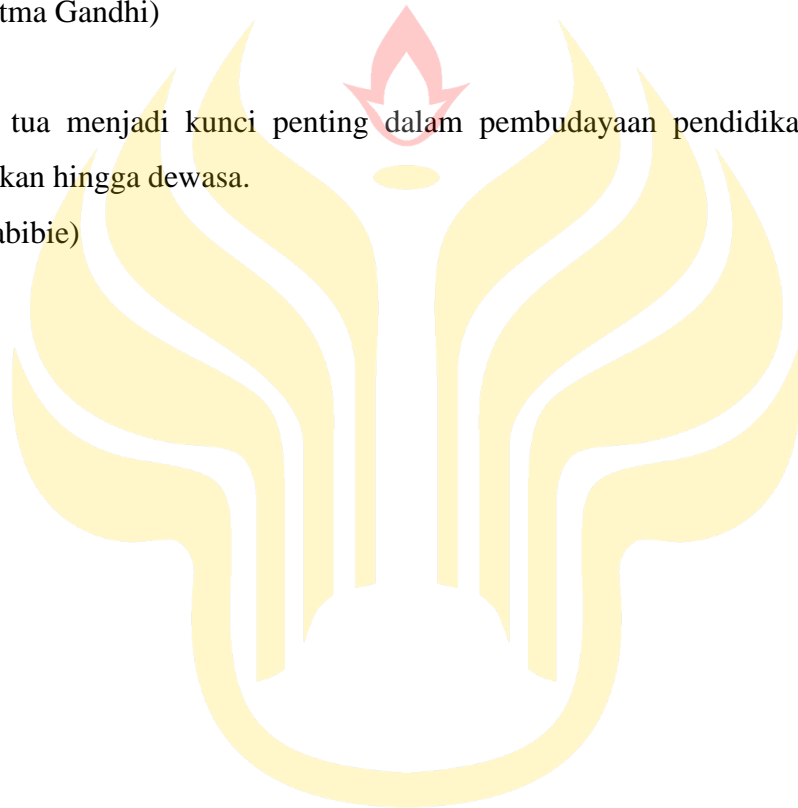 tma Gandhi)
tua menjadi kunci penting dalam pembudayaan pendidika
kan hingga dewasa.
abibie)